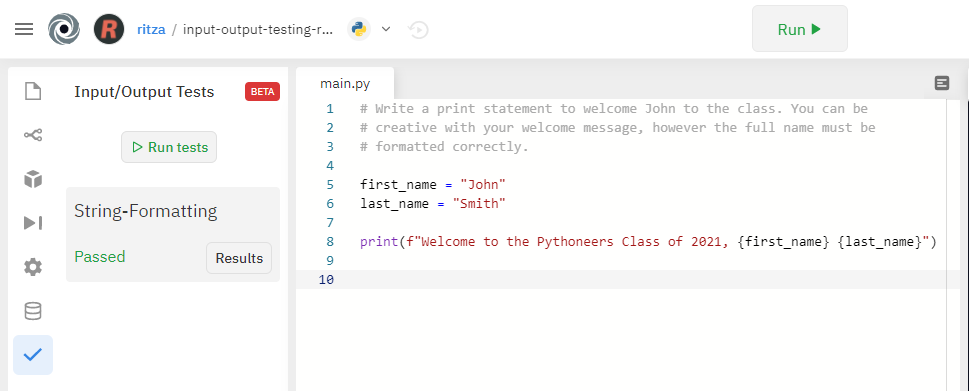 R ritza / input-output-testing-r... Run
Input/Output Tests BETA
Run tests
String-Formatting
Passed Results
main.py
1 # Write a print statement to welcome John to the class. You can be
2 # creative with your welcome message, however the full name must be
3 # formatted correctly.
4
5 first_name = "John"
6 last_name = "Smith"
7
8 print(f"Welcome to the Pythoneers Class of 2021, {first_name} {last_name}")
9
10